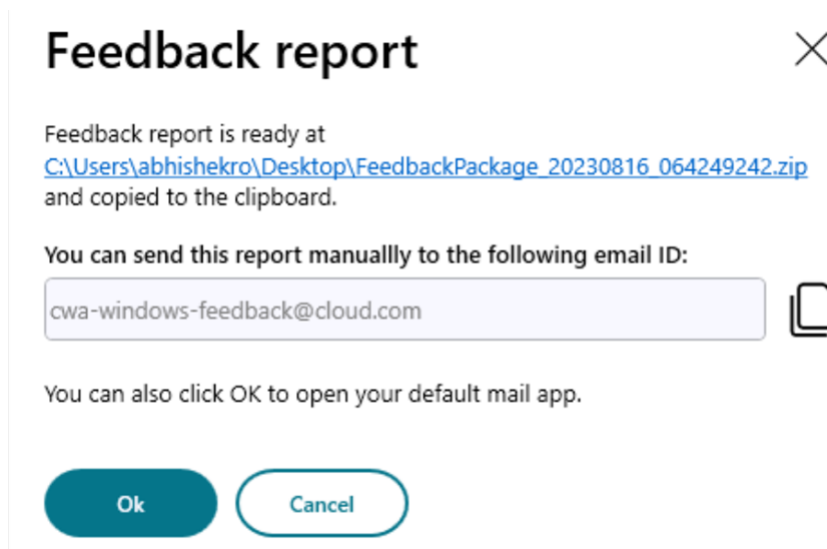 Feedback report
Feedback report is ready at
C:\Users\abhishekro\Desktop\FeedbackPackage_20230816_064249242.zip
and copied to the clipboard.
You can send this report manuallly to the following email ID:
cwa-windows-feedback@cloud.com
You can also click OK to open your default mail app.
Ok
Cancel